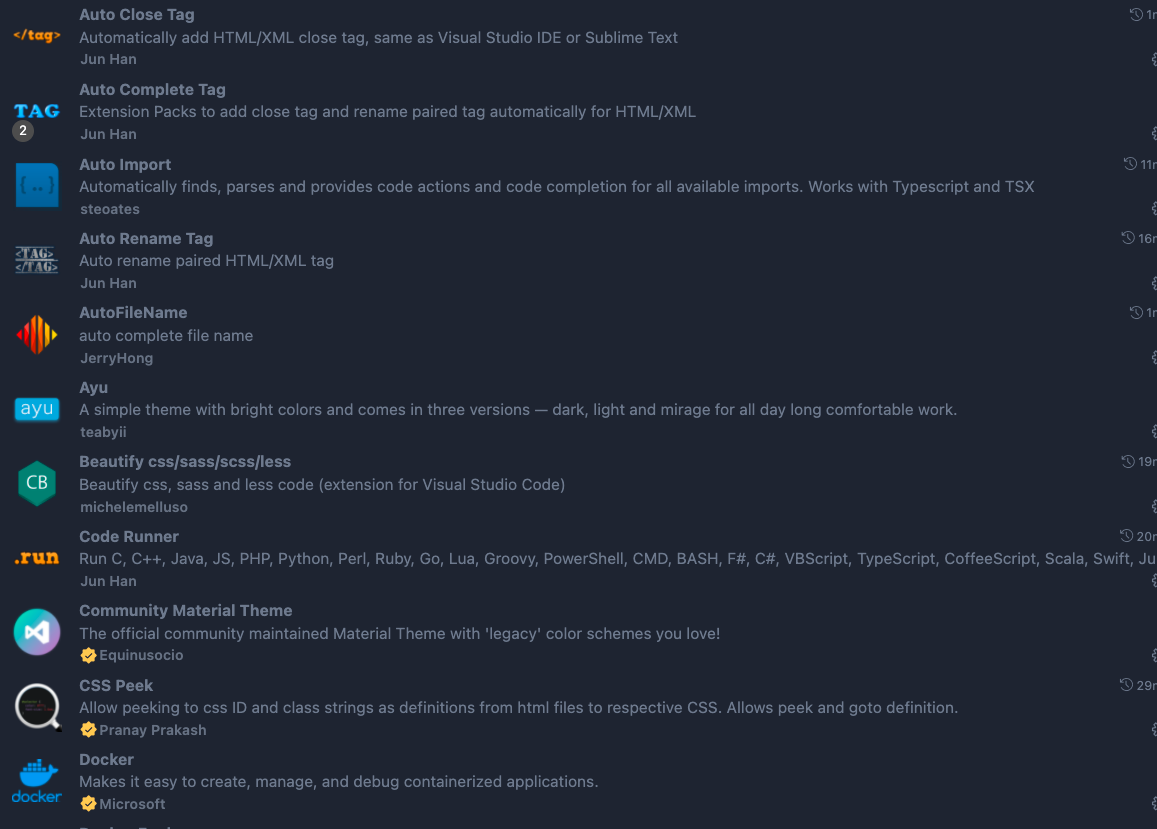 </tag>
Auto Close Tag
Automatically add HTML/XML close tag, same as Visual Studio IDE or Sublime Text
Jun Han
TAG
2
Auto Complete Tag
Extension Packs to add close tag and rename paired tag automatically for HTML/XML
Jun Han
{..}
Auto Import
11
Automatically finds, parses and provides code actions and code completion for all available imports. Works with Typescript and TSX
steoates
<TAG>
</TAG>
Auto Rename Tag
16
Auto rename paired HTML/XML tag
Jun Han
AutoFileName
auto complete file name
JerryHong
ayu
Ayu
A simple theme with bright colors and comes in three versions — dark, light and mirage for all day long comfortable work.
teabyii
CB
Beautify css/sass/scss/less
19
Beautify css, sass and less code (extension for Visual Studio Code)
michelemelluso
.run
Code Runner
20
Run C, C++, Java, JS, PHP, Python, Perl, Ruby, Go, Lua, Groovy, PowerShell, CMD, BASH, F#, C#, VBScript, TypeScript, CoffeeScript, Scala, Swift, Ju
Jun Han
Community Material Theme
The official community maintained Material Theme with 'legacy' color schemes you love!
Equinusocio
CSS Peek
29
Allow peeking to css ID and class strings as definitions from html files to respective CSS. Allows peek and goto definition.
Pranay Prakash
docker
Docker
Makes it easy to create, manage, and debug containerized applications.
Microsoft